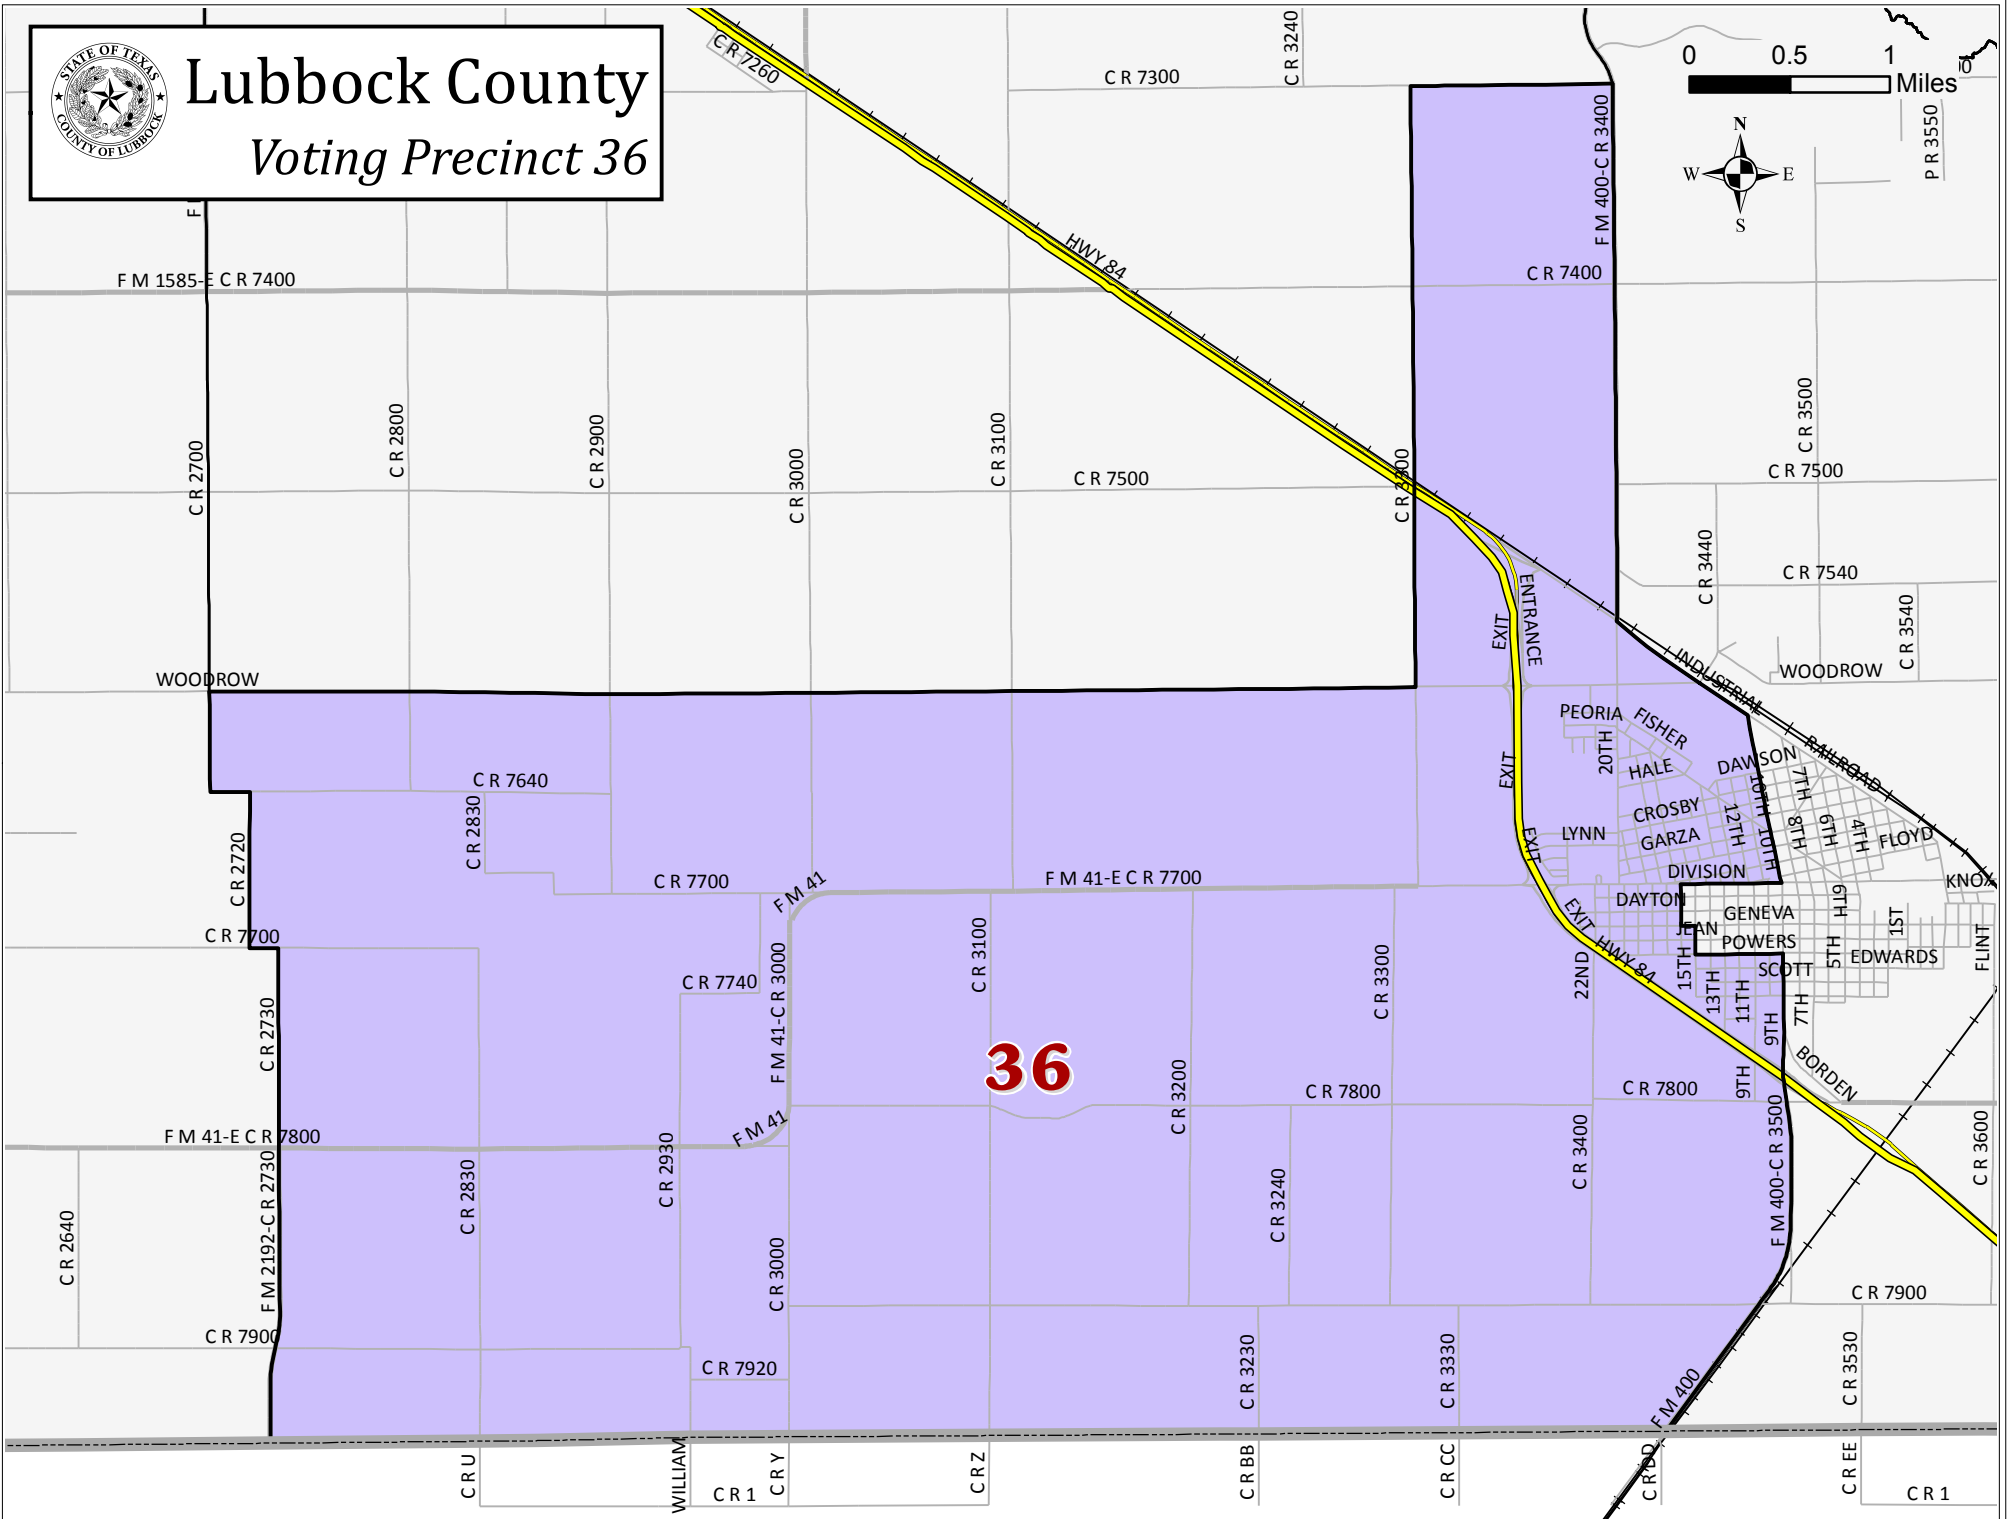 STATE OF TEXAS
COUNTY OF LUBBOCK
Lubbock County
Voting Precinct 36
C R 7260
C R 7300
C R 3240
F M 400-C R 3400
0 0.5 1
Miles
N
W E
S
P R 3550
F M 1585-E C R 7400
HWY 84
C R 7400
C R 2700
C R 2800
C R 2900
C R 3000
C R 3100
C R 7500
C R 3300
C R 3500
C R 7500
C R 3440
C R 7540
C R 3540
ENTRANCE
EXIT
WOODROW
WOODROW
INDUSTRIAL
RAILROAD
PEORIA
FISHER
20TH
HALE
DAWSON
EXIT
10TH
7TH
C R 7640
C R 2830
CROSBY
12TH
LYNN
GARZA
10TH
8TH
6TH
4TH
FLOYD
EXIT
C R 2720
C R 7700
F M 41
F M 41-E C R 7700
DIVISION
KNOX
DAYTON
GENEVA
6TH
1ST
EXIT
JEAN
POWERS
5TH
EDWARDS
FLINT
C R 7700
HWY 84
SCOTT
C R 2730
C R 7740
F M 41-C R 3000
C R 3100
C R 3300
22ND
15TH
13TH
11TH
9TH
7TH
36
C R 3200
C R 7800
C R 7800
9TH
BORDEN
F M 41-E C R 7800
F M 41
F M 2192-C R 2730
C R 2640
C R 2830
C R 2930
C R 3000
C R 3240
C R 3400
F M 400-C R 3500
C R 3600
C R 7900
C R 7900
C R 7920
C R 3230
C R 3330
F M 400
C R 3530
C R U
WILLIAM
C R Y
C R Z
C R BB
C R CC
C R DD
C R EE
C R 1
C R 1